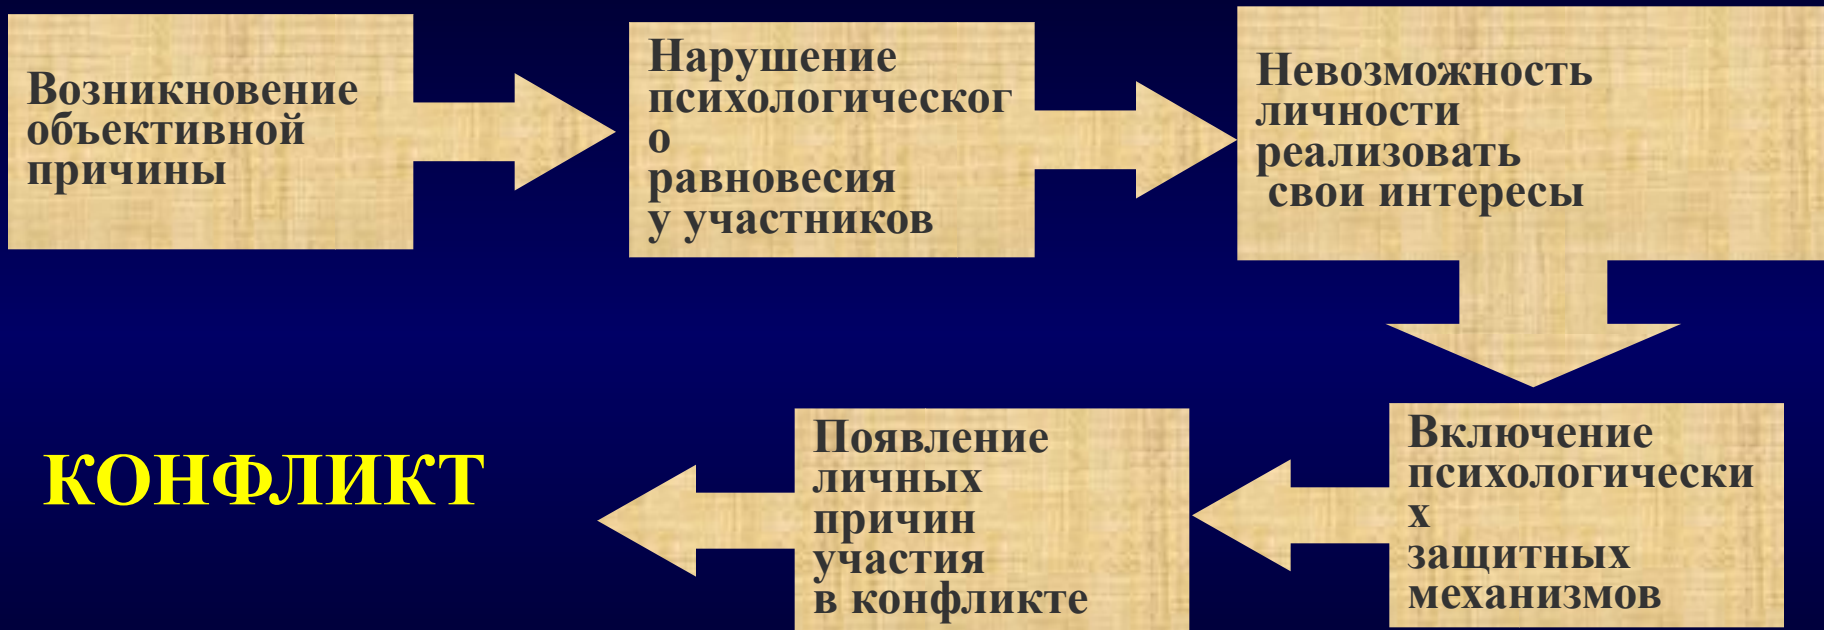 Возникновение
объективной
причины
Нарушение
психологическог
о
равновесия
у участников
Невозможность
личности
реализовать
свои интересы
Включение
психологически
х
защитных
механизмов
Появление
личных
причин
участия
в конфликте
КОНФЛИКТ